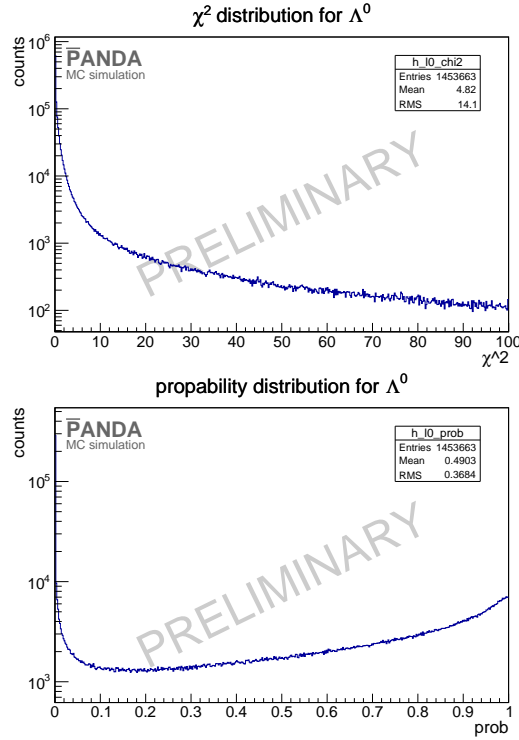 χ² distribution for Λ⁰
counts
P̅ANDA
MC simulation
h_l0_chi2
Entries 1453663
Mean 4.82
RMS 14.1
PRELIMINARY
10⁶
10⁵
10⁴
10³
10²
0 10 20 30 40 50 60 70 80 90 100
χ^2
propability distribution for Λ⁰
counts
P̅ANDA
MC simulation
h_l0_prob
Entries 1453663
Mean 0.4903
RMS 0.3684
PRELIMINARY
10⁵
10⁴
10³
0 0.1 0.2 0.3 0.4 0.5 0.6 0.7 0.8 0.9 1
prob